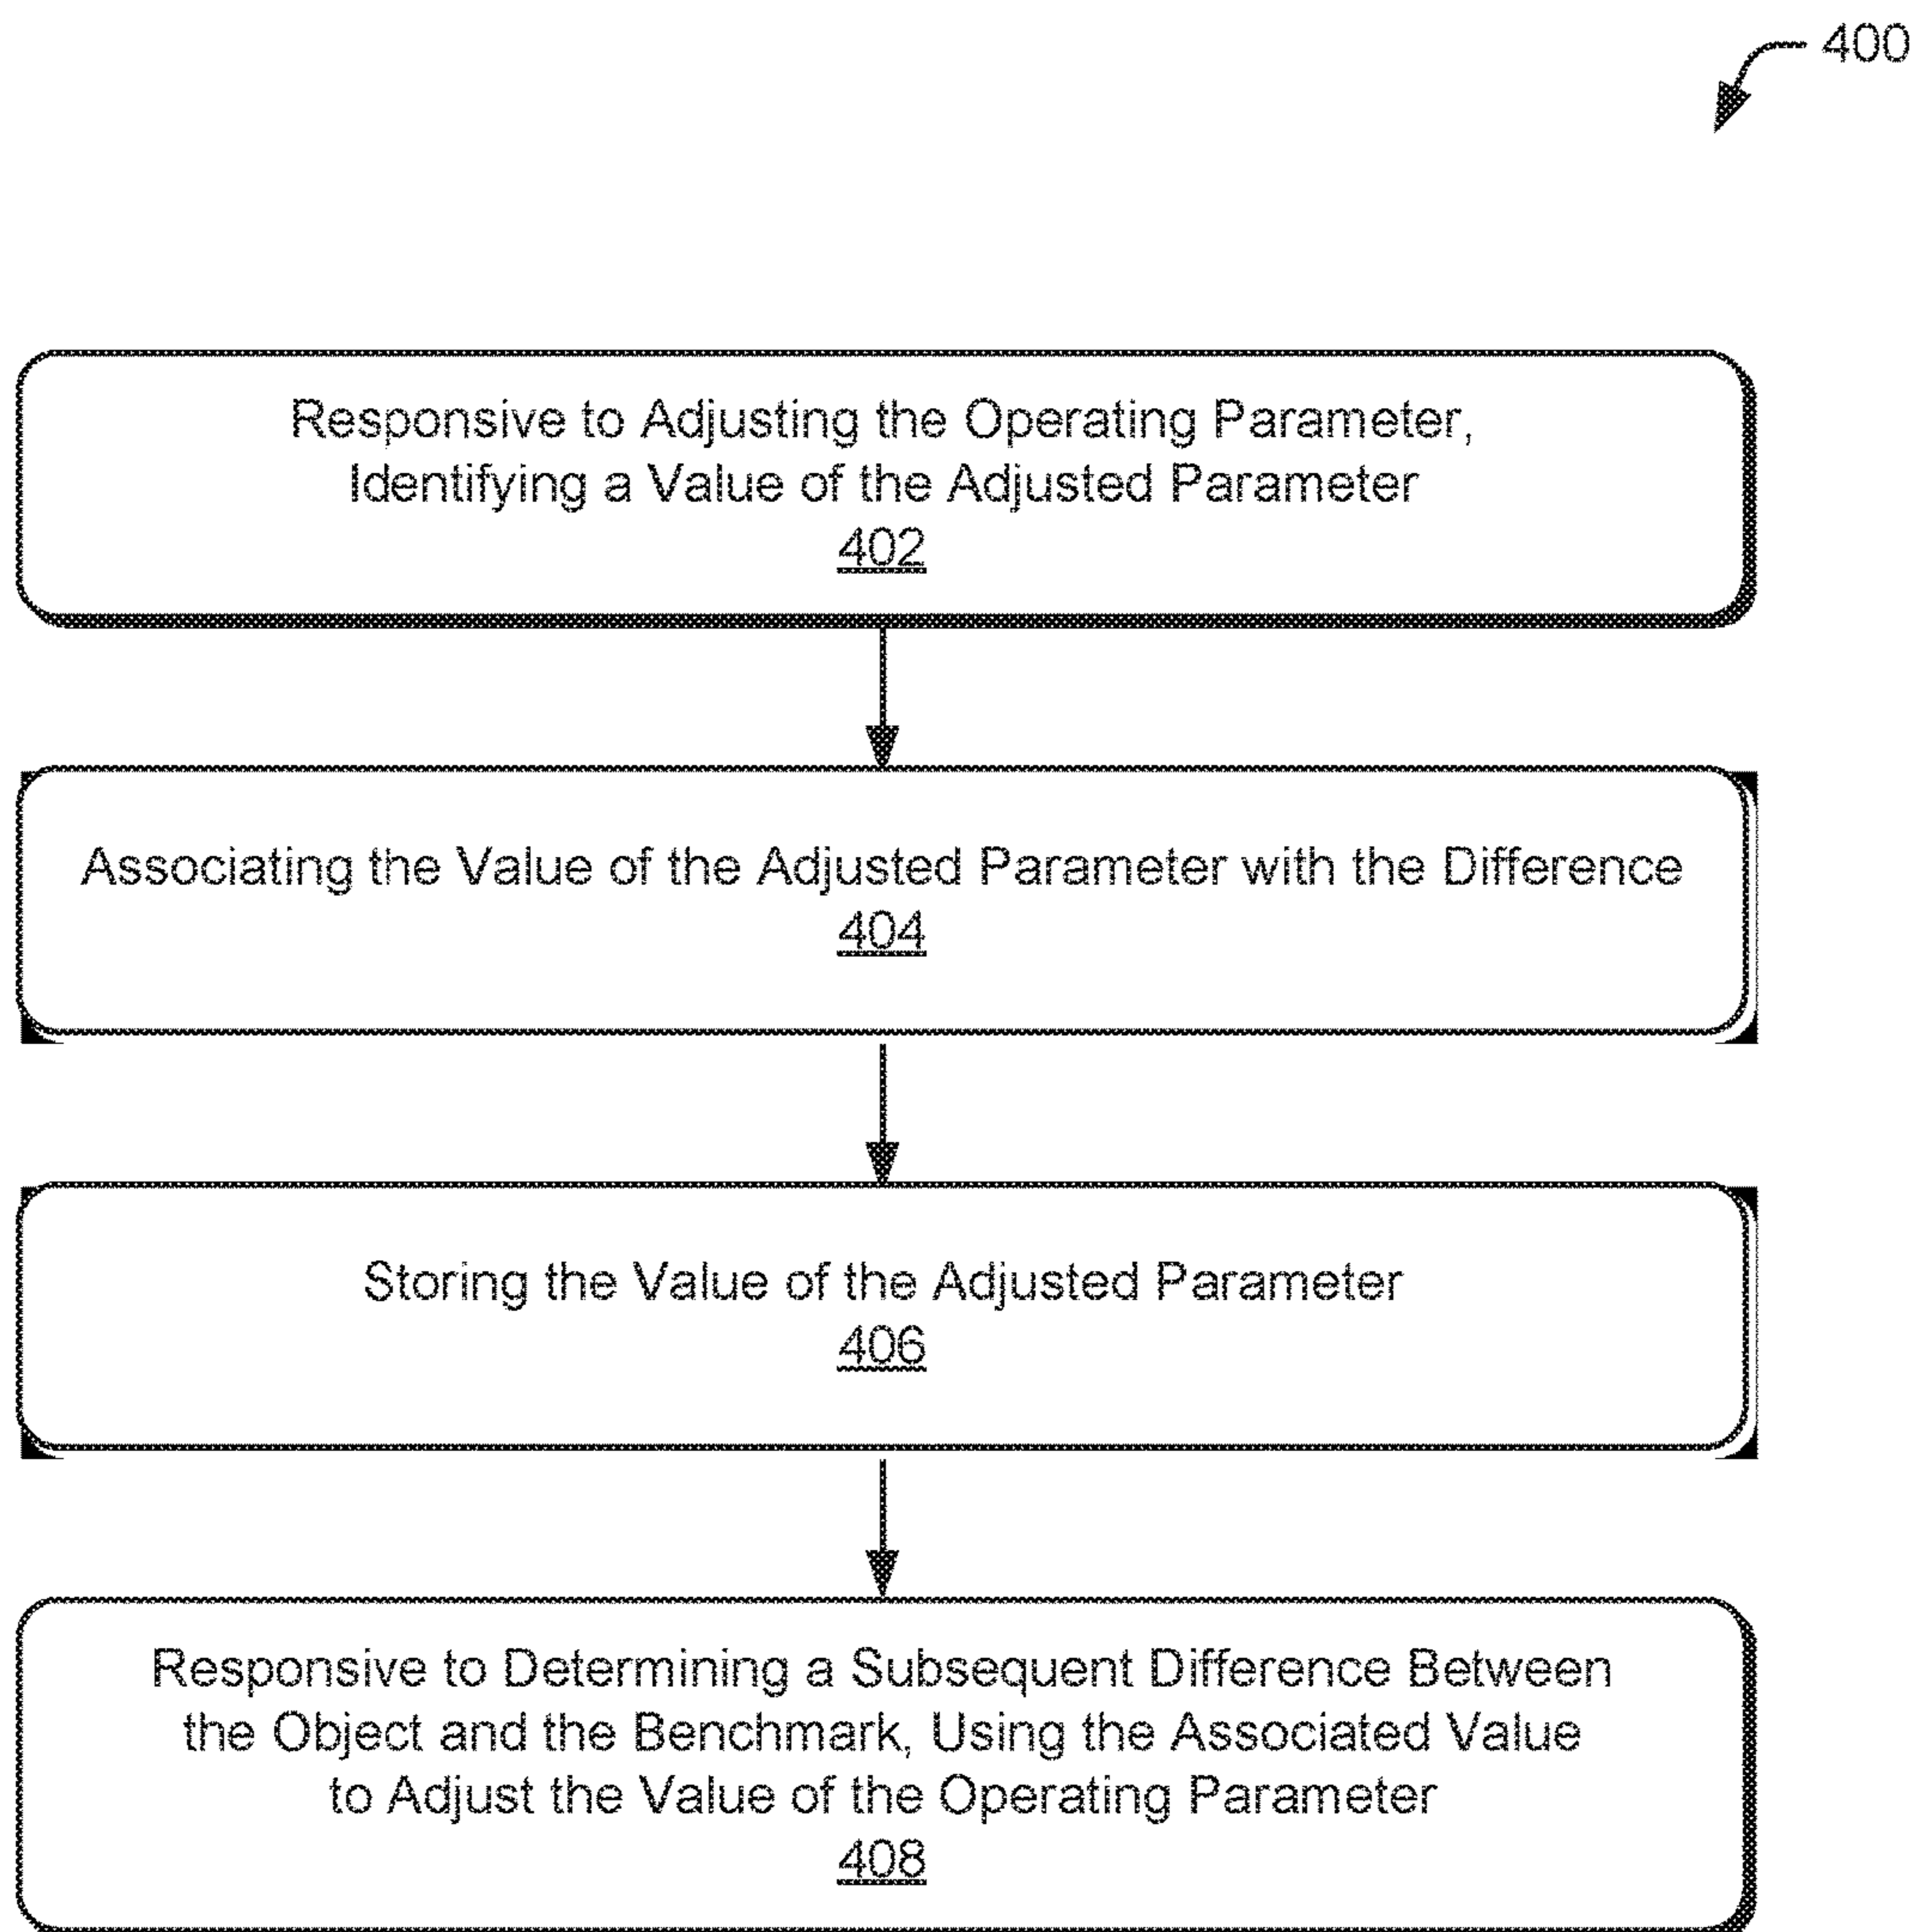 400
Responsive to Adjusting the Operating Parameter,
Identifying a Value of the Adjusted Parameter
402
Associating the Value of the Adjusted Parameter with the Difference
404
Storing the Value of the Adjusted Parameter
406
Responsive to Determining a Subsequent Difference Between
the Object and the Benchmark, Using the Associated Value
to Adjust the Value of the Operating Parameter
408